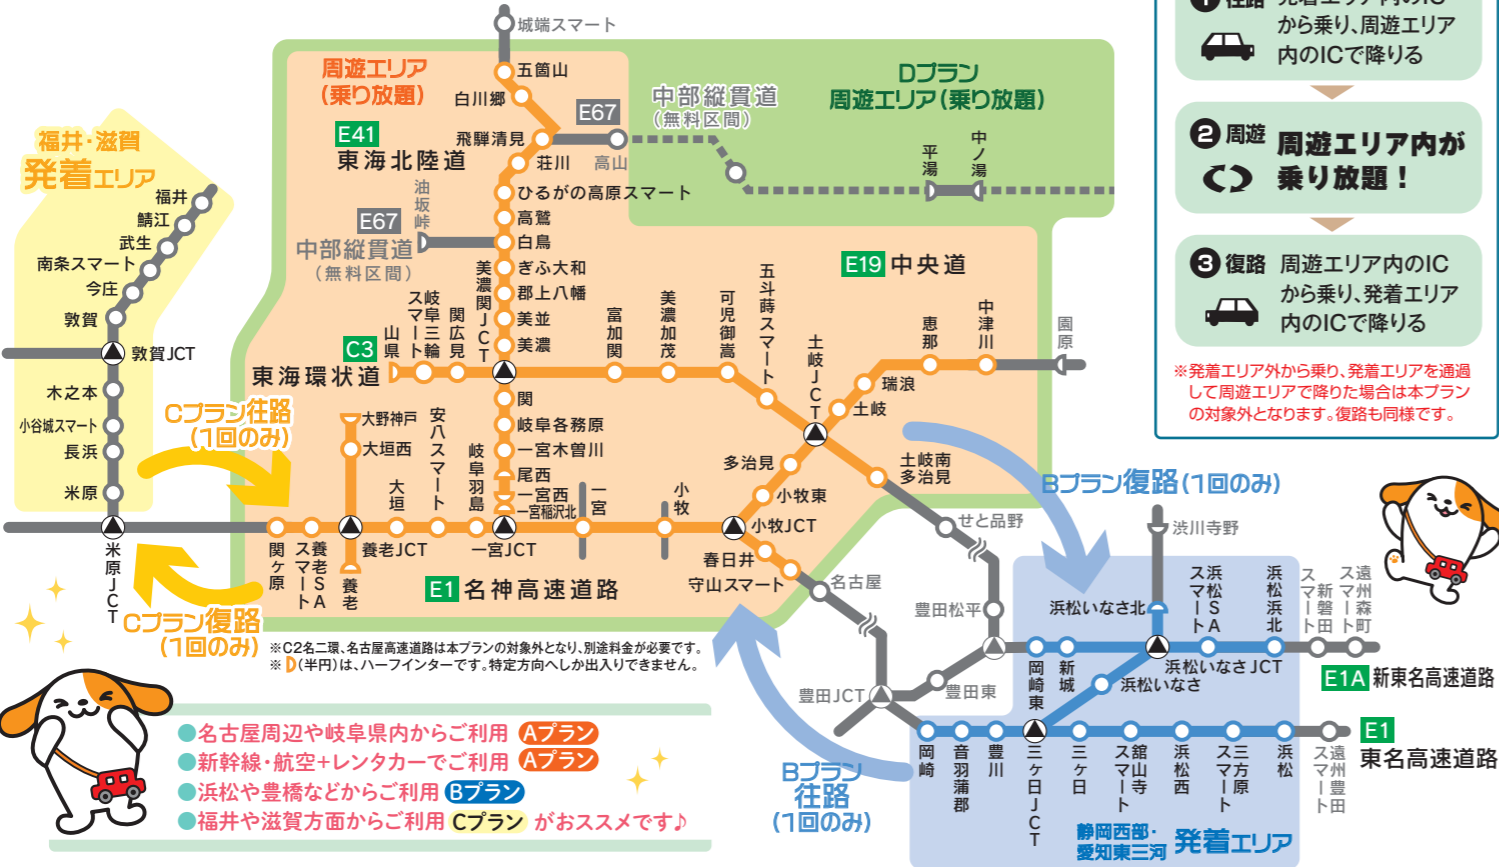 城端スマート
周遊エリア
(乗り放題)
五箇山
白川郷
E41
東海北陸道
飛騨清見
E67
高山
荘川
中部縦貫道
(無料区間)
Dプラン
周遊エリア(乗り放題)
平湯
中ノ湯
ひるがの高原スマート
高鷲
油坂峠
E67
中部縦貫道
(無料区間)
白鳥
ぎふ大和
郡上八幡
美並
美濃
美濃関JCT
C3
東海環状道
山県
岐阜三輪
スマート
関広見
富加関
美濃加茂
可児御嵩
五斗蒔スマート
土岐JCT
E19 中央道
瑞浪
土岐
恵那
中津川
園原
関
岐阜各務原
一宮木曽川
尾西
一宮西
一宮稲沢北
岐阜羽島
大野神戸
大垣西
大垣
安八スマート
一宮
小牧
多治見
小牧東
小牧JCT
土岐南
多治見
春日井
守山スマート
名古屋
関ヶ原
養老SA
スマート
養老
養老JCT
一宮JCT
E1 名神高速道路
福井・滋賀
発着エリア
福井
鯖江
武生
南条スマート
今庄
敦賀
敦賀JCT
木之本
小谷城スマート
長浜
米原
米原JCT
Cプラン往路
(1回のみ)
Cプラン復路
(1回のみ)
※C2名二環、名古屋高速道路は本プランの対象外となり、別途料金が必要です。
※ (半円)は、ハーフインターです。特定方向へしか出入りできません。
せと品野
豊田松平
豊田JCT
豊田東
Bプラン復路(1回のみ)
Bプラン
往路
(1回のみ)
渋川寺野
浜松いなさ北
浜松SA
スマート
浜松浜北
新磐田
スマート
遠州森町
スマート
岡崎東
新城
浜松いなさJCT
浜松いなさ
E1A 新東名高速道路
岡崎
音羽蒲郡
豊川
三ヶ日JCT
三ヶ日
舘山寺
スマート
浜松西
三方原
スマート
浜松
遠州豊田
スマート
E1
東名高速道路
静岡西部・
愛知東三河 発着エリア
1 往路 発着エリア内のIC
から乗り、周遊エリア
内のICで降りる
2 周遊 周遊エリア内が
乗り放題!
3 復路 周遊エリア内のIC
から乗り、発着エリア
内のICで降りる
※発着エリア外から乗り、発着エリアを通過
して周遊エリアで降りた場合は本プラン
の対象外となります。復路も同様です。
●名古屋周辺や岐阜県内からご利用 Aプラン
●新幹線・航空+レンタカーでご利用 Aプラン
●浜松や豊橋などからご利用 Bプラン
●福井や滋賀方面からご利用 Cプラン がおススメです♪